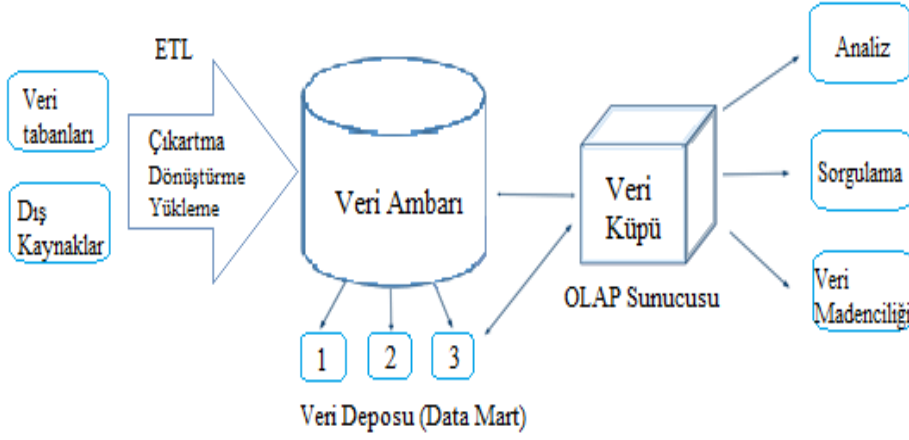 ETL
Veri
tabanları
Dış
Kaynaklar
Çıkartma
Dönüştürme
Yükleme
Veri Ambarı
1
2
3
Veri Deposu (Data Mart)
Veri
Küpü
OLAP Sunucusu
Analiz
Sorgulama
Veri
Madenciliği